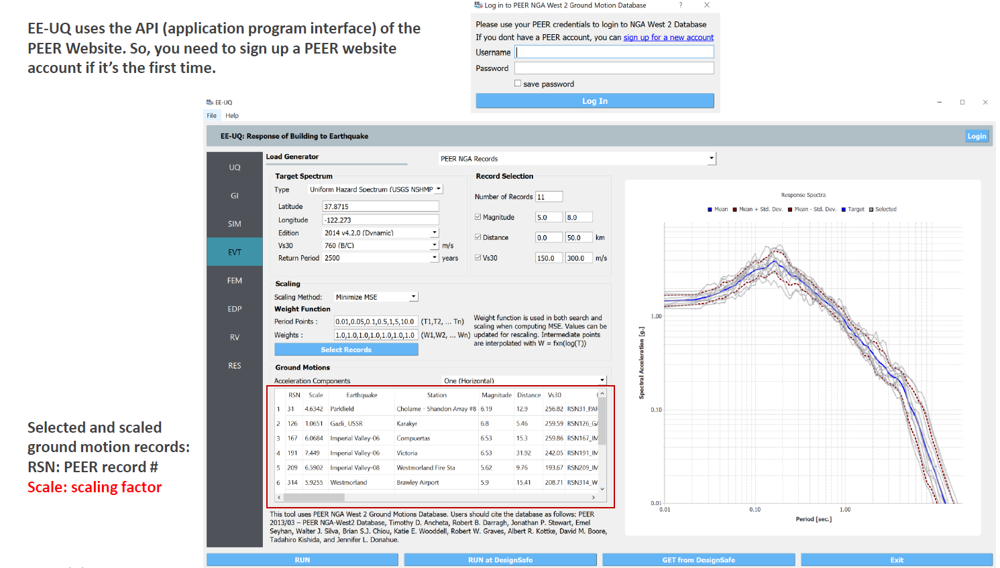 Log in to PEER NGA West 2 Ground Motion Database
EE-UQ uses the API (application program interface) of the
PEER Website. So, you need to sign up a PEER website
account if it's the first time.
Please use your PEER credentials to login to NGA West 2 Database
If you dont have a PEER account, you can sign up for a new account
Username
Password
save password
Log In
EE-UQ
File Help
EE-UQ: Response of Building to Earthquake
Login
UQ
GI
SIM
EVT
FEM
EDP
RV
RES
Load Generator
PEER NGA Records
Target Spectrum
Type Uniform Hazard Spectrum (USGS NSHMP
Latitude 37.8715
Longitude -122.273
Edition 2014 v4.2.0 (Dynamic)
Vs30 760 (B/C) m/s
Return Period 2500 years
Record Selection
Number of Records 11
Magnitude 5.0 8.0
Distance 0.0 50.0 km
Vs30 150.0 300.0 m/s
Scaling
Scaling Method: Minimize MSE
Weight Function
Period Points : 0.01,0.05,0.1,0.5,1,5,10.0 (T1,T2, ... Tn)
Weights : 1.0,1.0,1.0,1.0,1.0,1.0,1.0 (W1,W2, ... Wn)
Weight function is used in both search and
scaling when computing MSE. Values can be
updated for rescaling. Intermediate points
are interpolated with W = fxn(log(T))
Select Records
Ground Motions
Acceleration Components One (Horizontal)
RSN Scale Earthquake Station Magnitude Distance Vs30
1 31 4.6342 Parkfield Cholame - Shandon Array #8 6.19 12.9 256.82 RSN31_PAR
2 126 1.0651 Gazli_ USSR Karakyr 6.8 5.46 259.59 RSN126_GA
3 167 6.0684 Imperial Valley-06 Compuertas 6.53 15.3 259.86 RSN167_IM
4 191 7.449 Imperial Valley-06 Victoria 6.53 31.92 242.05 RSN191_IM
5 209 6.5902 Imperial Valley-08 Westmorland Fire Sta 5.62 9.76 193.67 RSN209_IM
6 314 5.9255 Westmorland Brawley Airport 5.9 15.41 208.71 RSN314_W
This tool uses PEER NGA West 2 Ground Motions Database. Users should cite the database as follows: PEER
2013/03 – PEER NGA-West2 Database, Timothy D. Ancheta, Robert B. Darragh, Jonathan P. Stewart, Emel
Seyhan, Walter J. Silva, Brian S.J. Chiou, Katie E. Wooddell, Robert W. Graves, Albert R. Kottke, David M. Boore,
Tadahiro Kishida, and Jennifer L. Donahue.
Response Spectra
Mean Mean + Std. Dev. Mean - Std. Dev. Target Selected
1.00
0.10
0.01
Spectral Acceleration [g.]
0.01 0.10 1.00
Period [sec.]
Selected and scaled
ground motion records:
RSN: PEER record #
Scale: scaling factor
RUN
RUN at DesignSafe
GET from DesignSafe
Exit